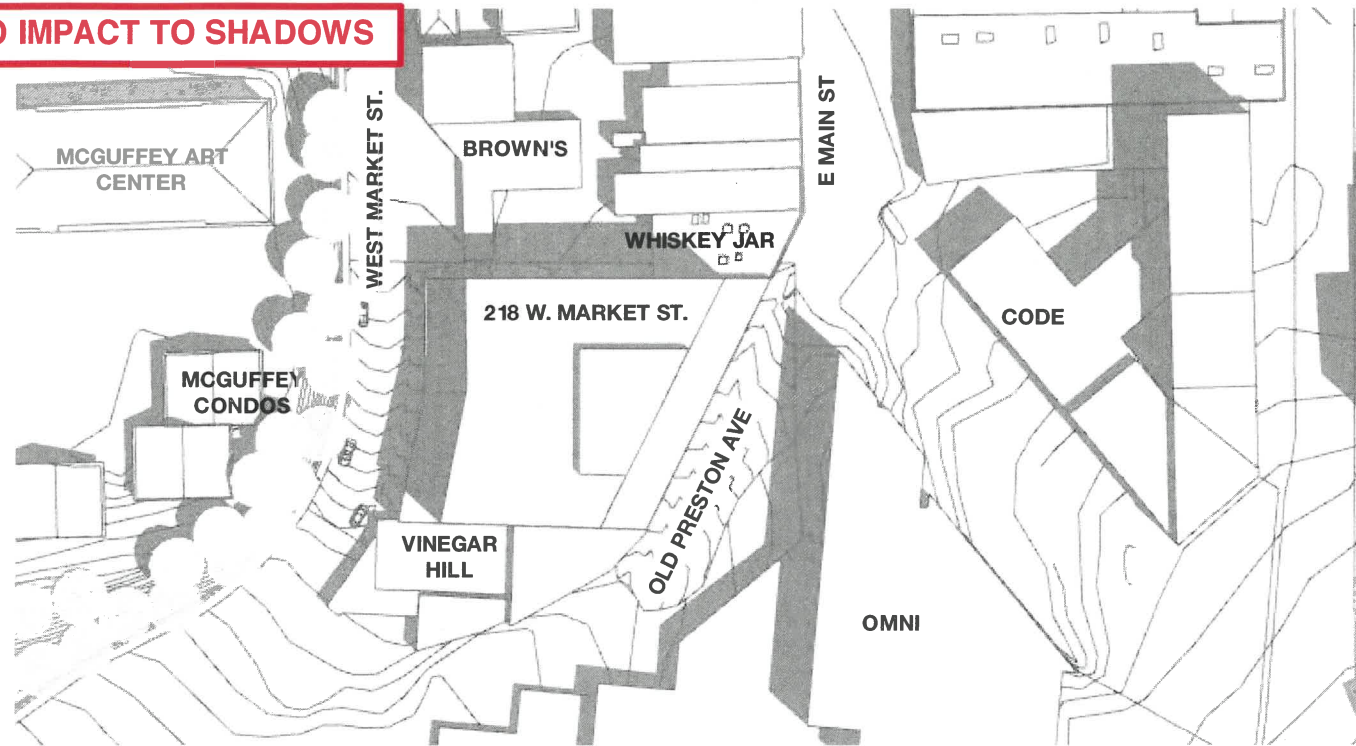 IMPACT TO SHADOWS
MCGUFFEY ART
CENTER
WEST MARKET ST.
BROWN'S
E MAIN ST
WHISKEY JAR
218 W. MARKET ST.
CODE
MCGUFFEY
CONDOS
OLD PRESTON AVE
VINEGAR
HILL
OMNI